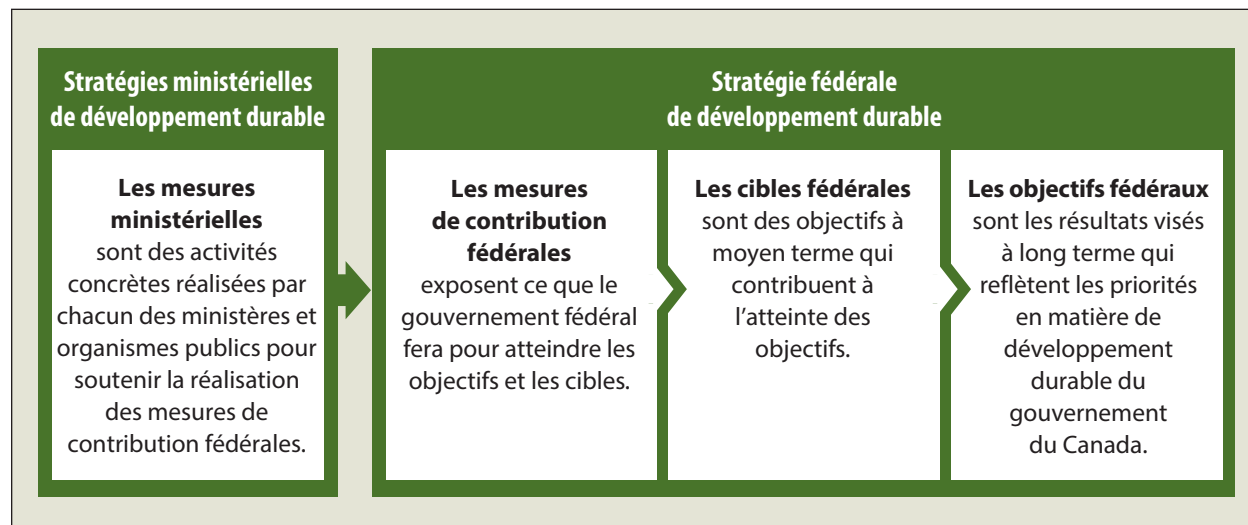 Stratégies ministérielles
de développement durable
Les mesures
ministérielles
sont des activités
concrètes réalisées par
chacun des ministères et
organismes publics pour
soutenir la réalisation
des mesures de
contribution fédérales.
Stratégie fédérale
de développement durable
Les mesures
de contribution
fédérales
exposent ce que le
gouvernement fédéral
fera pour atteindre les
objectifs et les cibles.
Les cibles fédérales
sont des objectifs à
moyen terme qui
contribuent à
l’atteinte des
objectifs.
Les objectifs fédéraux
sont les résultats visés
à long terme qui
reflètent les priorités
en matière de
développement
durable du
gouvernement
du Canada.